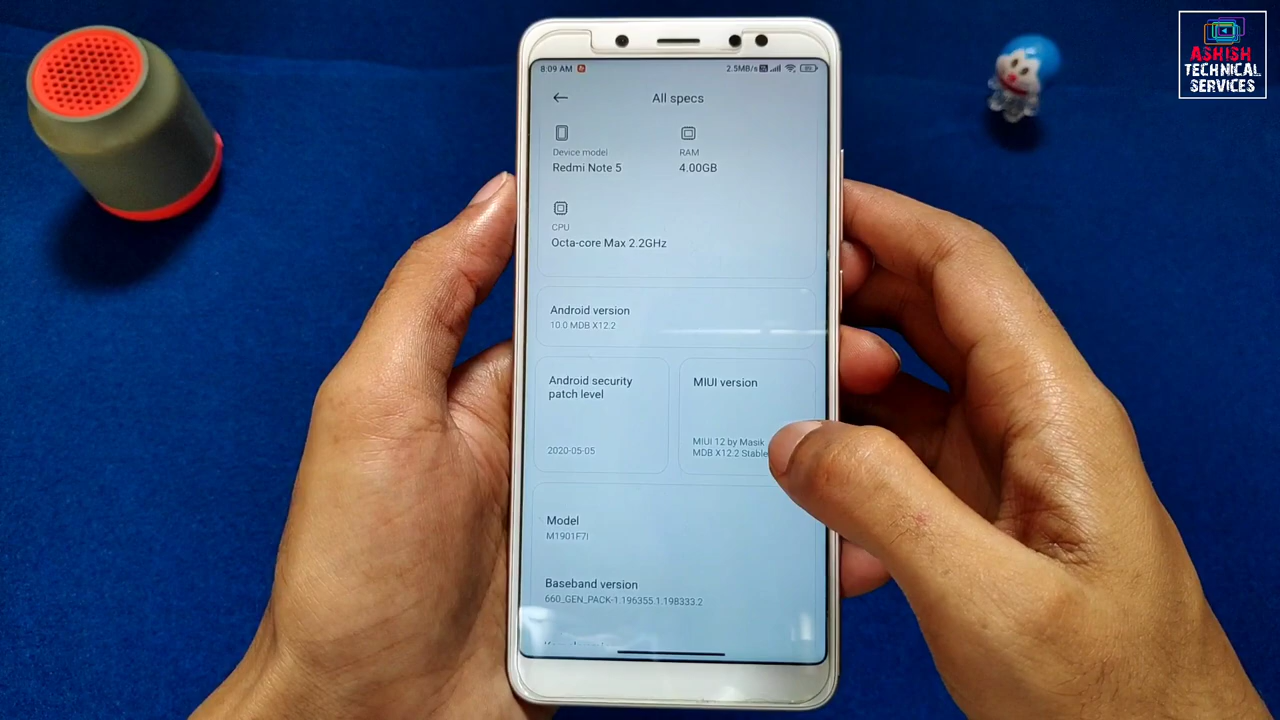 8:09 AM
2.5MB/s
All specs
Device model
Redmi Note 5
RAM
4.00GB
CPU
Octa-core Max 2.2GHz
Android version
10.0 MDB X12.2
Android security
patch level
2020-05-05
MIUI version
MIUI 12 by Masik
MDB X12.2 Stable
Model
M1901F7I
Baseband version
660_GEN_PACK-1.196355.1.198333.2
ASHISH
TECHNICAL
SERVICES